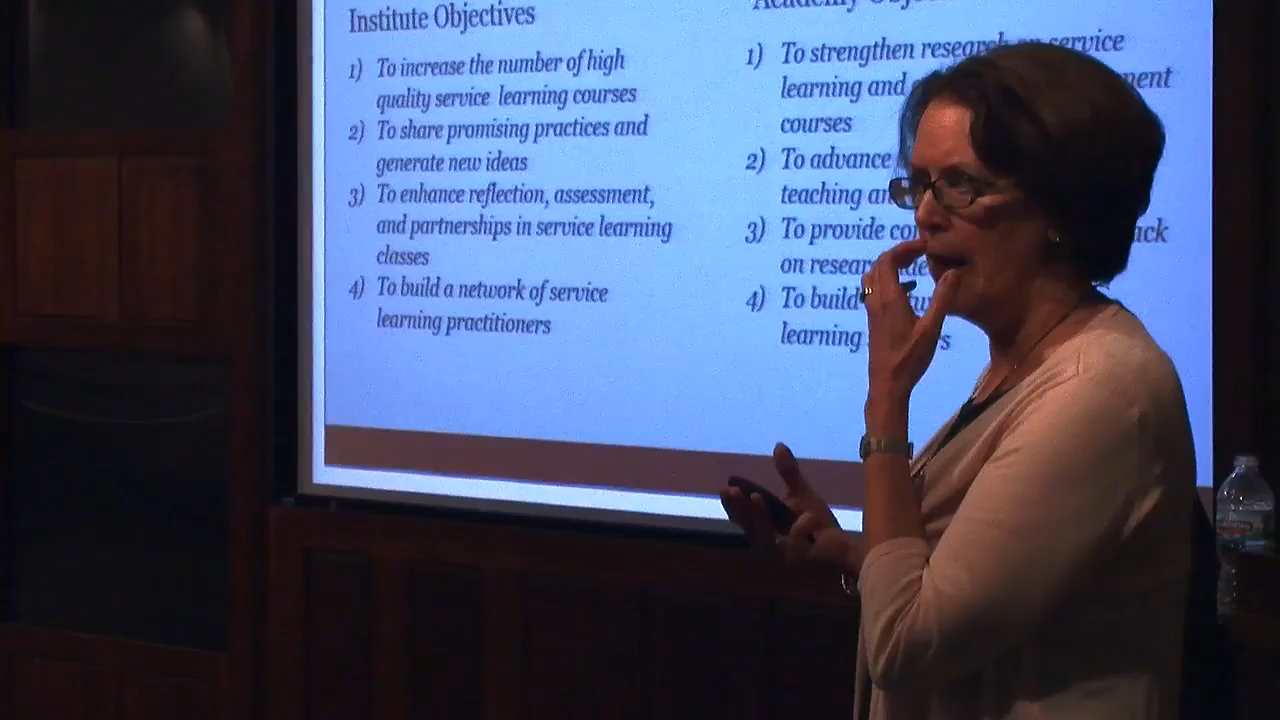 Institute Objectives
1) To increase the number of high
quality service learning courses
2) To share promising practices and
generate new ideas
3) To enhance reflection, assessment,
and partnerships in service learning
classes
4) To build a network of service
learning practitioners
Academy
1) To strengthen research on service
learning and
courses
2) To advance
teaching
3) To provide
on
4) To build
learning